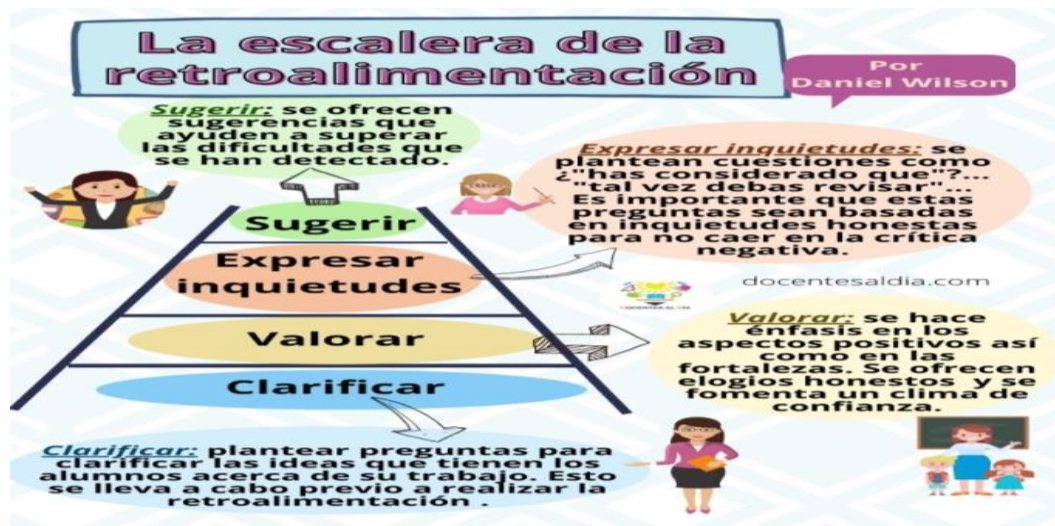 La escalera de la
retroalimentación
Por
Daniel Wilson
Sugerir: se ofrecen
sugerencias que
ayuden a superar
las dificultades que
se han detectado.
Expresar inquietudes: se
plantean cuestiones como
¿"has considerado que"?...
"tal vez debas revisar"...
Es importante que estas
preguntas sean basadas
en inquietudes honestas
para no caer en la crítica
negativa.
Sugerir
Expresar
inquietudes
docentesaldia.com
Valorar
Valorar: se hace
énfasis en los
aspectos positivos así
como en las
fortalezas. Se ofrecen
elogios honestos y se
fomenta un clima de
confianza.
Clarificar
Clarificar: plantear preguntas para
clarificar las ideas que tienen los
alumnos acerca de su trabajo. Esto
se lleva a cabo previo a realizar la
retroalimentación .